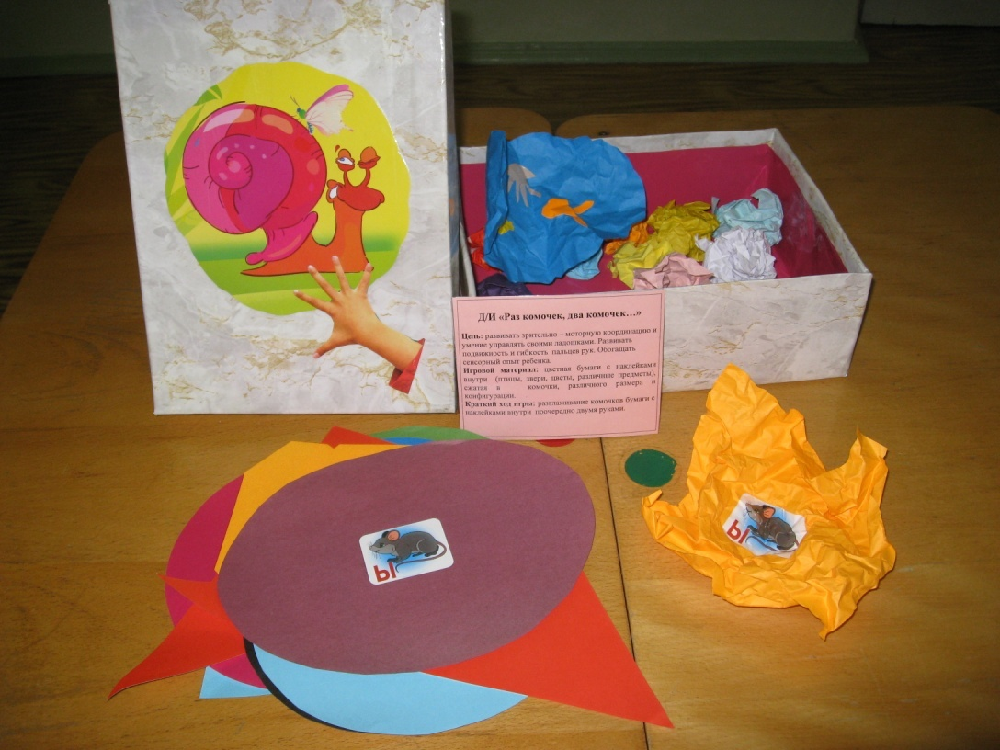 Д/И «Раз комочек, два комочек…»
Цель: развивать зрительно – моторную координацию и
умение управлять своими ладошками. Развивать
подвижность и гибкость пальцев рук. Обогащать
сенсорный опыт ребенка.
Игровой материал: цветная бумаги с наклейками
внутри (птицы, звери, цветы, различные предметы),
сжатая в комочки, различного размера и
конфигурации.
Краткий ход игры: разглаживание комочков бумаги с
наклейками внутри поочередно двумя руками.
Ы
Ы